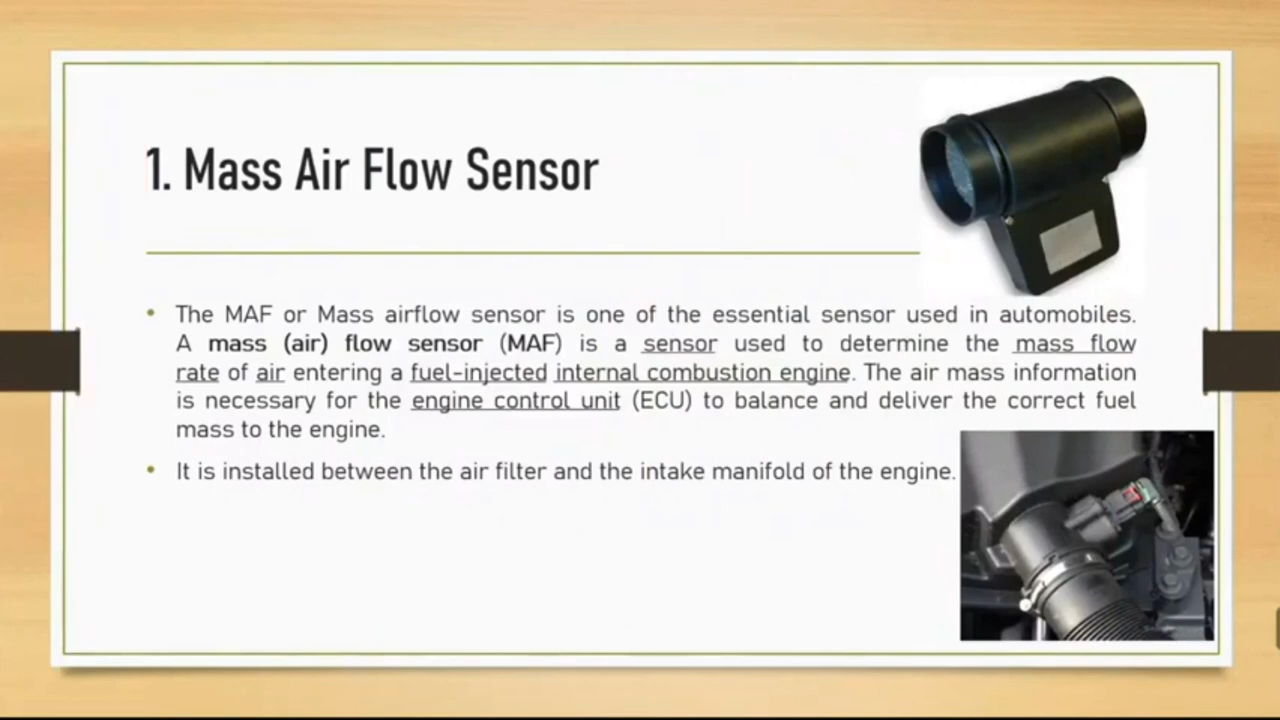 1. Mass Air Flow Sensor
• The MAF or Mass airflow sensor is one of the essential sensor used in automobiles.
A mass (air) flow sensor (MAF) is a sensor used to determine the mass flow
rate of air entering a fuel-injected internal combustion engine. The air mass information
is necessary for the engine control unit (ECU) to balance and deliver the correct fuel
mass to the engine.
• It is installed between the air filter and the intake manifold of the engine.